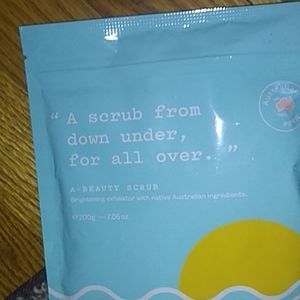 “ A scrub from
down under,
for all over. ”
A-BEAUTY SCRUB
Brightening exfoliator with native Australian ingredients.
200g — 7.05oz